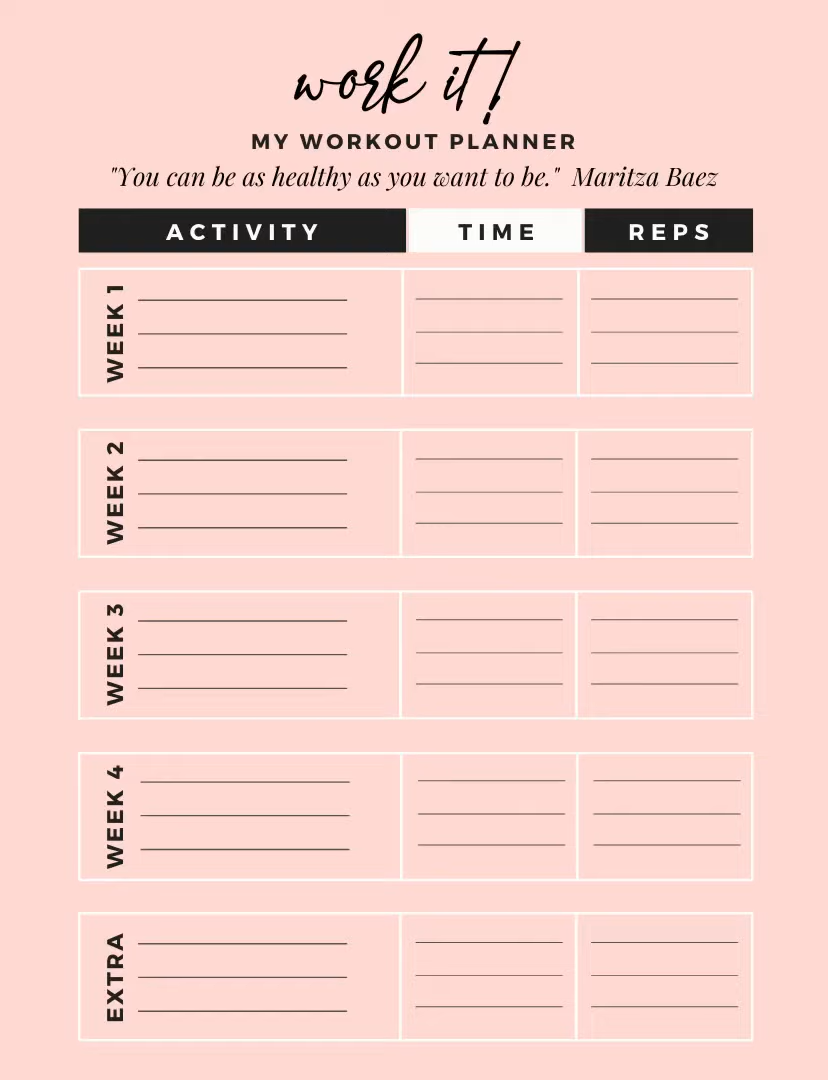 work it!
MY WORKOUT PLANNER
"You can be as healthy as you want to be." Maritza Baez
ACTIVITY TIME REPS
WEEK 1
WEEK 2
WEEK 3
WEEK 4
EXTRA